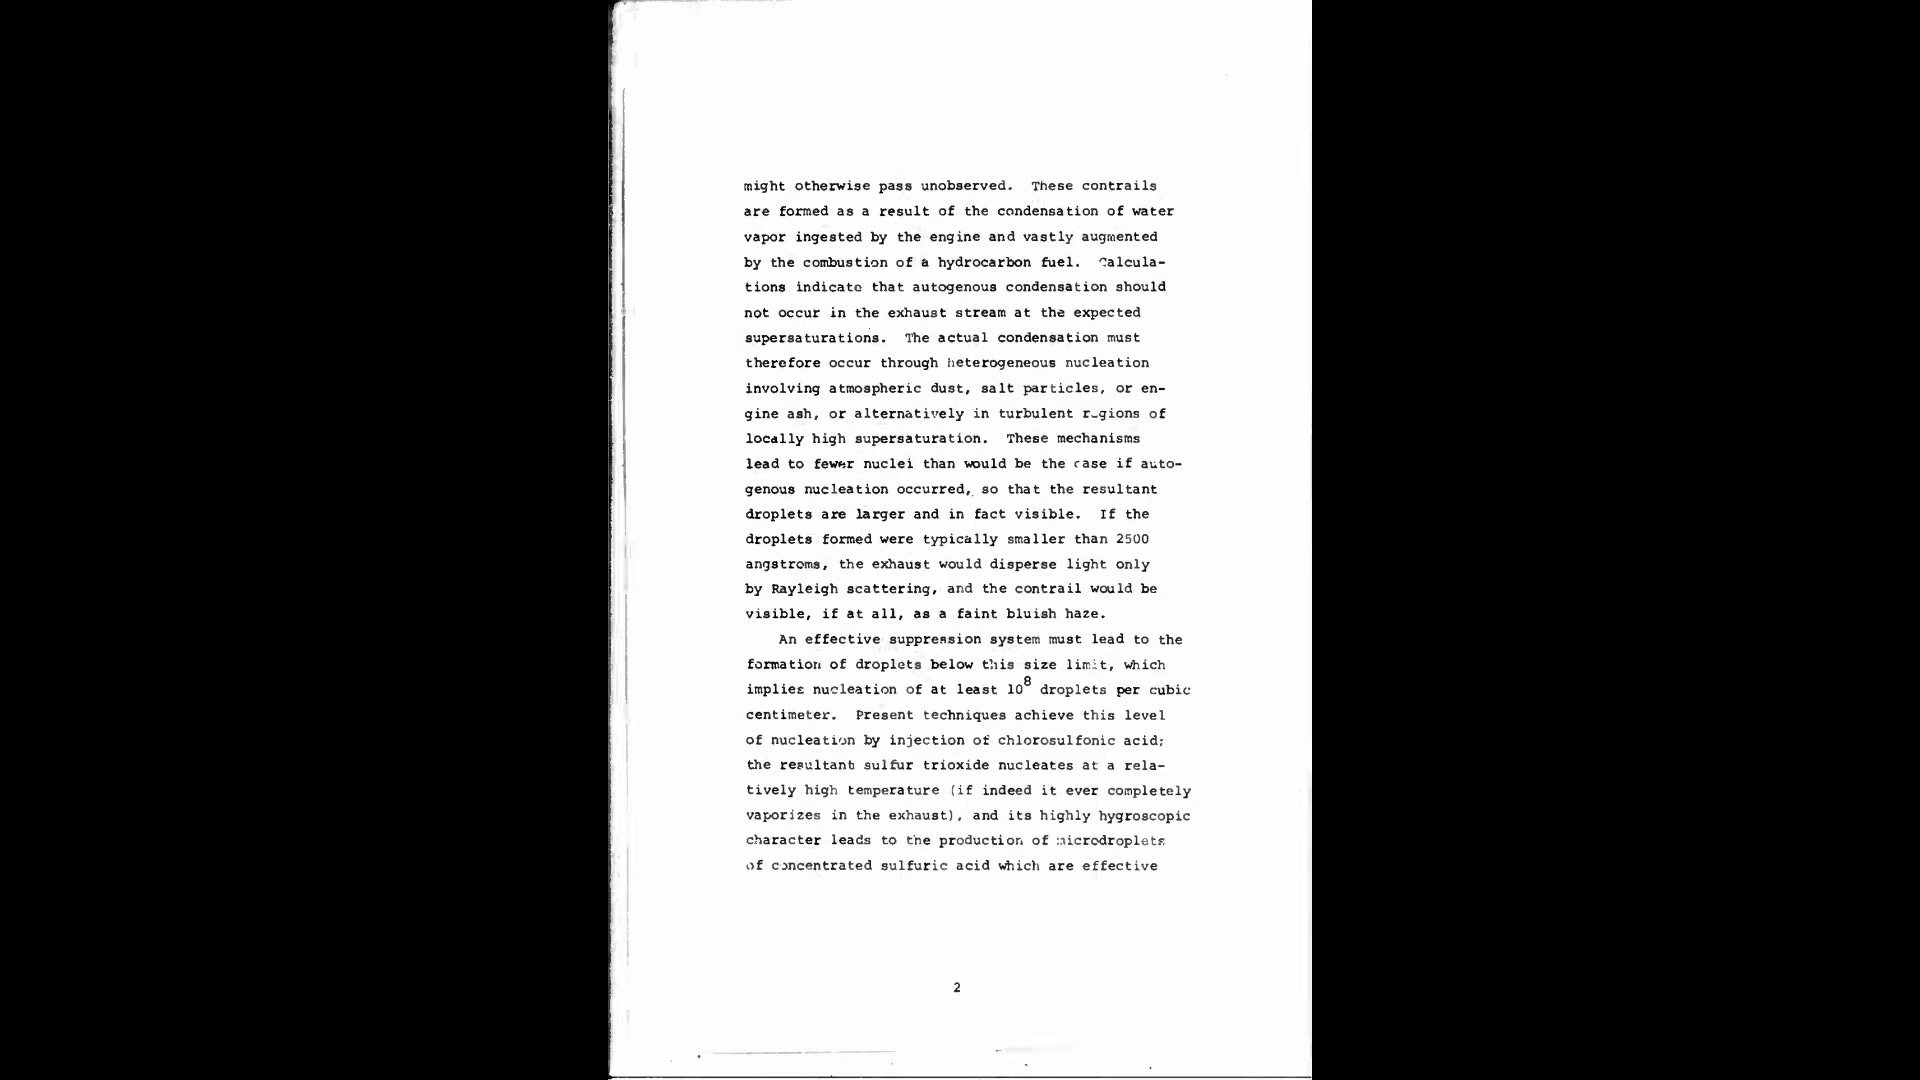 might otherwise pass unobserved. These contrails
are formed as a result of the condensation of water
vapor ingested by the engine and vastly augmented
by the combustion of a hydrocarbon fuel. Calcula-
tions indicate that autogenous condensation should
not occur in the exhaust stream at the expected
supersaturations. The actual condensation must
therefore occur through heterogeneous nucleation
involving atmospheric dust, salt particles, or en-
gine ash, or alternatively in turbulent regions of
locally high supersaturation. These mechanisms
lead to fewer nuclei than would be the case if auto-
genous nucleation occurred, so that the resultant
droplets are larger and in fact visible. If the
droplets formed were typically smaller than 2500
angstroms, the exhaust would disperse light only
by Rayleigh scattering, and the contrail would be
visible, if at all, as a faint bluish haze.
An effective suppression system must lead to the
formation of droplets below this size limit, which
implies nucleation of at least 10⁸ droplets per cubic
centimeter. Present techniques achieve this level
of nucleation by injection of chlorosulfonic acid;
the resultant sulfur trioxide nucleates at a rela-
tively high temperature (if indeed it ever completely
vaporizes in the exhaust), and its highly hygroscopic
character leads to the production of microdroplets
of concentrated sulfuric acid which are effective
2